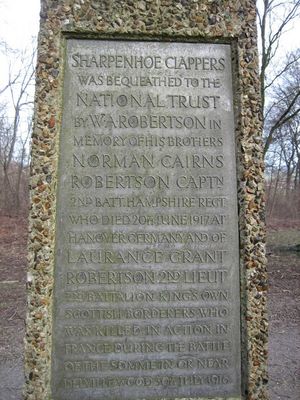 SHARPENHOE CLAPPERS
WAS BEQUEATHED TO THE
NATIONAL TRUST
BY W.A.ROBERTSON IN
MEMORY OF HIS BROTHERS
NORMAN CAIRNS
ROBERTSON CAPTN
2ND BATT. HAMPSHIRE REGT
WHO DIED 20TH JUNE 1917 AT
HANOVER GERMANY AND OF
LAURANCE GRANT
ROBERTSON 2ND LIEUT
2ND BATTALION KING'S OWN
SCOTTISH BORDERERS WHO
WAS KILLED IN ACTION IN
FRANCE DURING THE BATTLE
OF THE SOMME IN OR NEAR
DELVILLE WOOD 30TH JULY 1916